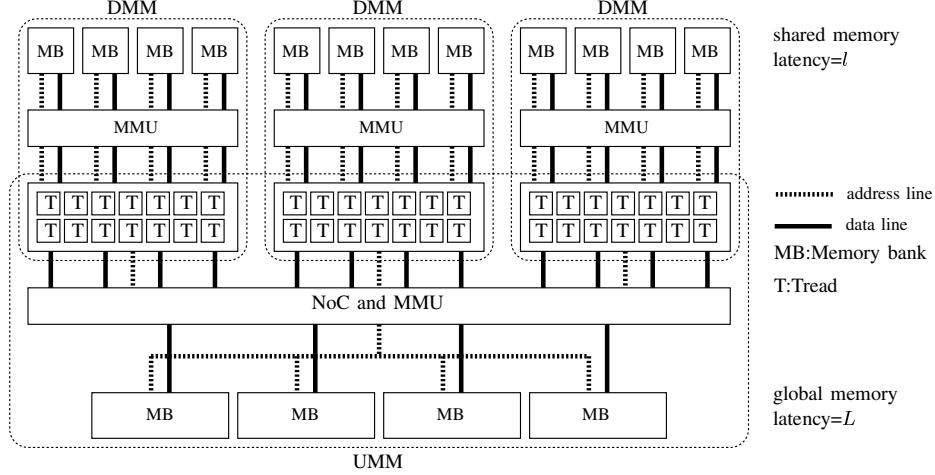 DMM DMM DMM
MB MB MB MB MB MB MB MB MB MB MB MB
shared memory
latency=l
MMU MMU MMU
T T T T T T T T T T T T T T T T T T T T T
T T T T T T T T T T T T T T T T T T T T T
address line
data line
MB:Memory bank
T:Tread
NoC and MMU
MB MB MB MB
global memory
latency=L
UMM